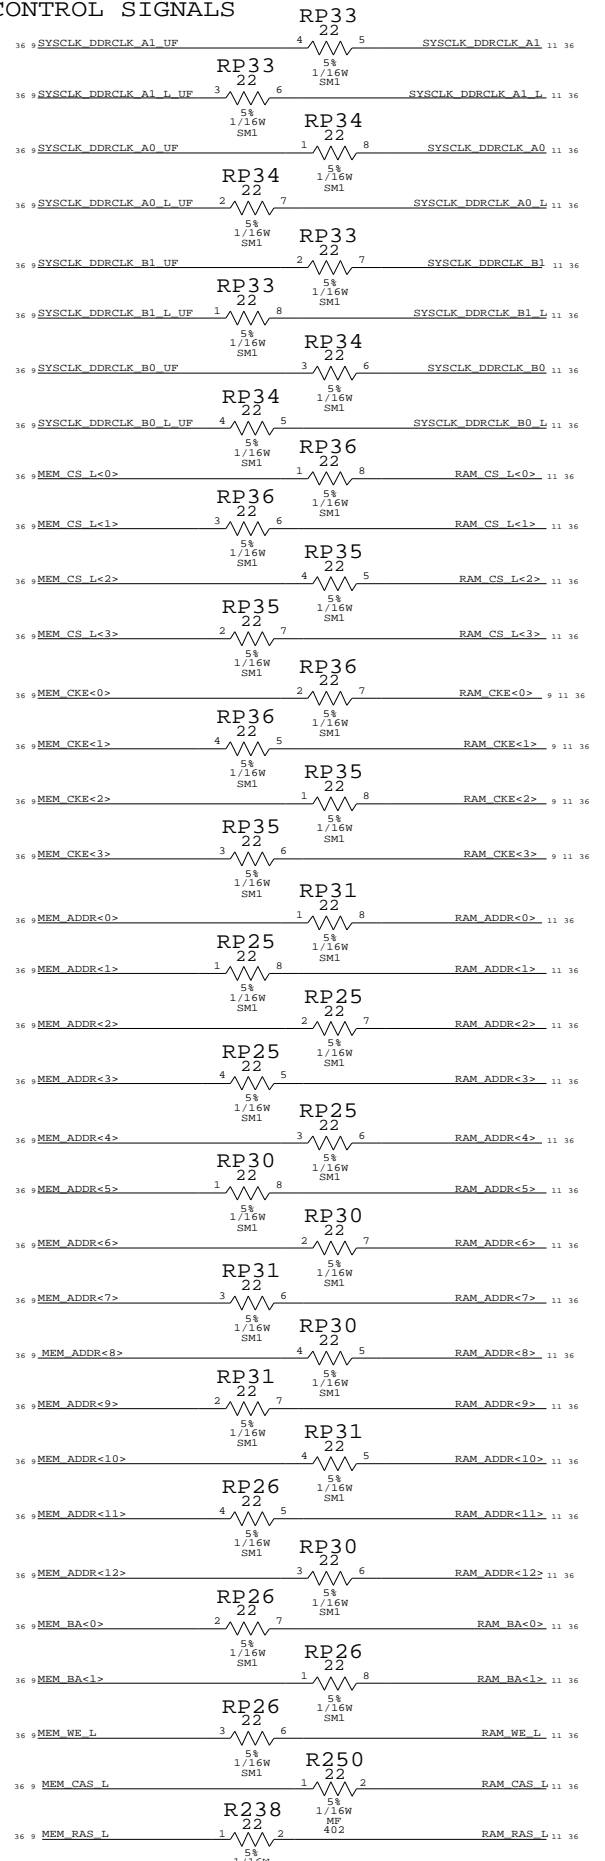 CONTROL SIGNALS
RP33
36 9 SYSCLK_DDRCLK_A1_UF 4 22 5 SYSCLK_DDRCLK_A1 11 36
5%
1/16W
SM1
RP33
36 9 SYSCLK_DDRCLK_A1_L_UF 3 22 6 SYSCLK_DDRCLK_A1_L 11 36
5%
1/16W
SM1
RP34
36 9 SYSCLK_DDRCLK_A0_UF 1 22 8 SYSCLK_DDRCLK_A0 11 36
5%
1/16W
SM1
RP34
36 9 SYSCLK_DDRCLK_A0_L_UF 2 22 7 SYSCLK_DDRCLK_A0_L 11 36
5%
1/16W
SM1
RP33
36 9 SYSCLK_DDRCLK_B1_UF 2 22 7 SYSCLK_DDRCLK_B1 11 36
5%
1/16W
SM1
RP33
36 9 SYSCLK_DDRCLK_B1_L_UF 1 22 8 SYSCLK_DDRCLK_B1_L 11 36
5%
1/16W
SM1
RP34
36 9 SYSCLK_DDRCLK_B0_UF 3 22 6 SYSCLK_DDRCLK_B0 11 36
5%
1/16W
SM1
RP34
36 9 SYSCLK_DDRCLK_B0_L_UF 4 22 5 SYSCLK_DDRCLK_B0_L 11 36
5%
1/16W
SM1
RP36
36 9 MEM_CS_L<0> 1 22 8 RAM_CS_L<0> 11 36
5%
1/16W
SM1
RP36
36 9 MEM_CS_L<1> 3 22 6 RAM_CS_L<1> 11 36
5%
1/16W
SM1
RP35
36 9 MEM_CS_L<2> 4 22 5 RAM_CS_L<2> 11 36
5%
1/16W
SM1
RP35
36 9 MEM_CS_L<3> 2 22 7 RAM_CS_L<3> 11 36
5%
1/16W
SM1
RP36
36 9 MEM_CKE<0> 2 22 7 RAM_CKE<0> 9 11 36
5%
1/16W
SM1
RP36
36 9 MEM_CKE<1> 4 22 5 RAM_CKE<1> 9 11 36
5%
1/16W
SM1
RP35
36 9 MEM_CKE<2> 1 22 8 RAM_CKE<2> 9 11 36
5%
1/16W
SM1
RP35
36 9 MEM_CKE<3> 3 22 6 RAM_CKE<3> 9 11 36
5%
1/16W
SM1
RP31
36 9 MEM_ADDR<0> 1 22 8 RAM_ADDR<0> 11 36
5%
1/16W
SM1
RP25
36 9 MEM_ADDR<1> 1 22 8 RAM_ADDR<1> 11 36
5%
1/16W
SM1
RP25
36 9 MEM_ADDR<2> 2 22 7 RAM_ADDR<2> 11 36
5%
1/16W
SM1
RP25
36 9 MEM_ADDR<3> 4 22 5 RAM_ADDR<3> 11 36
5%
1/16W
SM1
RP25
36 9 MEM_ADDR<4> 3 22 6 RAM_ADDR<4> 11 36
5%
1/16W
SM1
RP30
36 9 MEM_ADDR<5> 1 22 8 RAM_ADDR<5> 11 36
5%
1/16W
SM1
RP30
36 9 MEM_ADDR<6> 2 22 7 RAM_ADDR<6> 11 36
5%
1/16W
SM1
RP31
36 9 MEM_ADDR<7> 3 22 6 RAM_ADDR<7> 11 36
5%
1/16W
SM1
RP30
36 9 MEM_ADDR<8> 4 22 5 RAM_ADDR<8> 11 36
5%
1/16W
SM1
RP31
36 9 MEM_ADDR<9> 2 22 7 RAM_ADDR<9> 11 36
5%
1/16W
SM1
RP31
36 9 MEM_ADDR<10> 4 22 5 RAM_ADDR<10> 11 36
5%
1/16W
SM1
RP26
36 9 MEM_ADDR<11> 4 22 5 RAM_ADDR<11> 11 36
5%
1/16W
SM1
RP30
36 9 MEM_ADDR<12> 3 22 6 RAM_ADDR<12> 11 36
5%
1/16W
SM1
RP26
36 9 MEM_BA<0> 2 22 7 RAM_BA<0> 11 36
5%
1/16W
SM1
RP26
36 9 MEM_BA<1> 1 22 8 RAM_BA<1> 11 36
5%
1/16W
SM1
RP26
36 9 MEM_WE_L 3 22 6 RAM_WE_L 11 36
5%
1/16W
SM1
R250
36 9 MEM_CAS_L 1 22 2 RAM_CAS_L 11 36
5%
1/16W
MF
402
R238
36 9 MEM_RAS_L 1 22 2 RAM_RAS_L 11 36
5%
1/16W